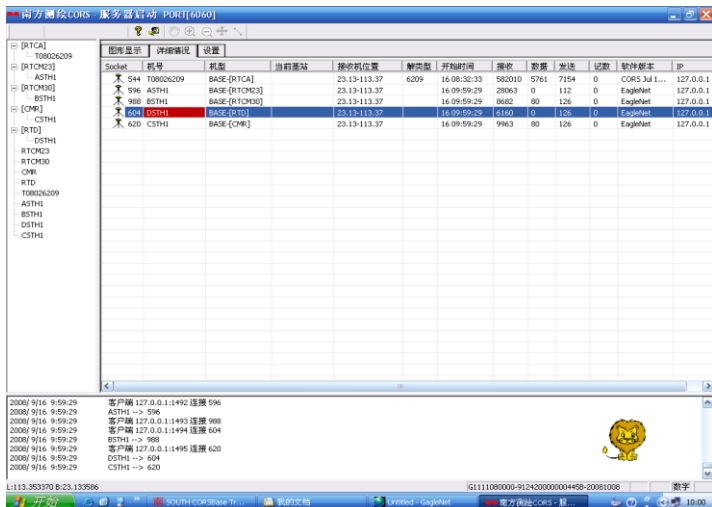 南方测绘CORS - 服务器启动 PORT[6060]
图形显示 详细情况 设置
Socket 机号 机型 当前基站 接收机位置 解类型 开始时间 接收 数据 发送 记数 软件版本 IP
544 T08026209 BASE-[RTCA] 23.13-113.37 6209 16 08:32:33 582010 5761 7154 0 CORS Jul 1... 127.0.0.1
596 ASTH1 BASE-[RTCM23] 23.13-113.37 16 09:59:29 28063 0 112 0 EagleNet 127.0.0.1
988 BSTH1 BASE-[RTCM30] 23.13-113.37 16 09:59:29 8682 80 126 0 EagleNet 127.0.0.1
604 DSTH1 BASE-[RTD] 23.13-113.37 16 09:59:29 6160 0 126 0 EagleNet 127.0.0.1
620 CSTH1 BASE-[CMR] 23.13-113.37 16 09:59:29 9963 80 126 0 EagleNet 127.0.0.1
[RTCA]
T08026209
[RTCM23]
ASTH1
[RTCM30]
BSTH1
[CMR]
CSTH1
[RTD]
DSTH1
RTCM23
RTCM30
CMR
RTD
T08026209
ASTH1
BSTH1
DSTH1
CSTH1
2008/ 9/16 9:59:29 客户端 127.0.0.1:1492 连接 596
2008/ 9/16 9:59:29 ASTH1 --> 596
2008/ 9/16 9:59:29 客户端 127.0.0.1:1493 连接 988
2008/ 9/16 9:59:29 客户端 127.0.0.1:1494 连接 604
2008/ 9/16 9:59:29 BSTH1 --> 988
2008/ 9/16 9:59:29 客户端 127.0.0.1:1495 连接 620
2008/ 9/16 9:59:29 DSTH1 --> 604
2008/ 9/16 9:59:29 CSTH1 --> 620
L:113.353370 B:23.133586 G1111080000-9124200000000445B-20081008 数字
开始 SOUTH CORSBase Tr... 我的文档 Untitled - GagleNet 南方测绘CORS - 服... 10:00